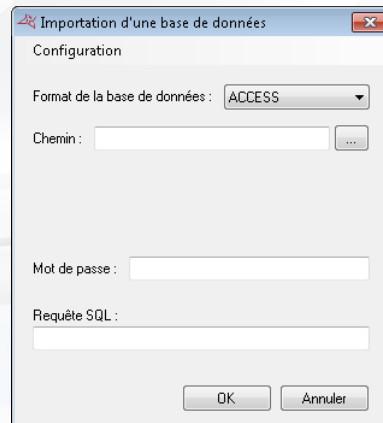 Importation d'une base de données
Configuration
Format de la base de données : ACCESS
Chemin : ...
Mot de passe :
Requête SQL :
OK Annuler